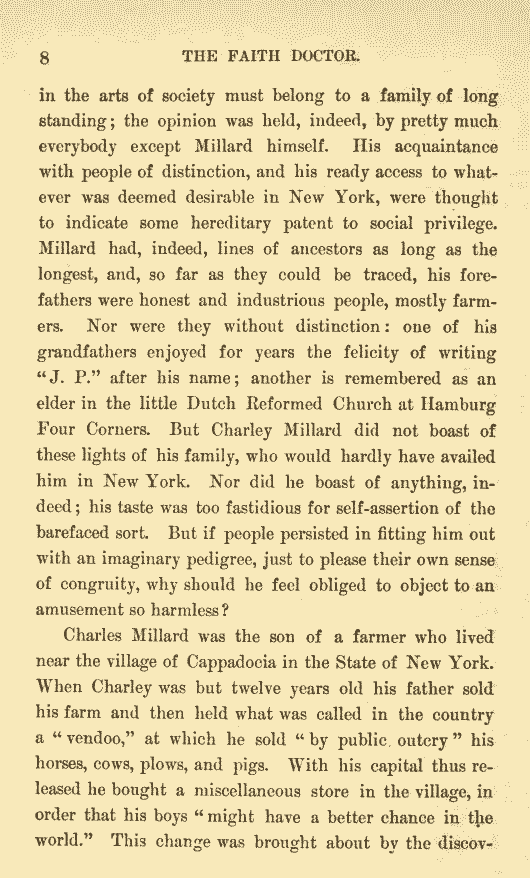 8 THE FAITH DOCTOR.
in the arts of society must belong to a family of long
standing; the opinion was held, indeed, by pretty much
everybody except Millard himself. His acquaintance
with people of distinction, and his ready access to what-
ever was deemed desirable in New York, were thought
to indicate some hereditary patent to social privilege.
Millard had, indeed, lines of ancestors as long as the
longest, and, so far as they could be traced, his fore-
fathers were honest and industrious people, mostly farm-
ers. Nor were they without distinction: one of his
grandfathers enjoyed for years the felicity of writing
"J. P." after his name; another is remembered as an
elder in the little Dutch Reformed Church at Hamburg
Four Corners. But Charley Millard did not boast of
these lights of his family, who would hardly have availed
him in New York. Nor did he boast of anything, in-
deed; his taste was too fastidious for self-assertion of the
barefaced sort. But if people persisted in fitting him out
with an imaginary pedigree, just to please their own sense
of congruity, why should he feel obliged to object to an
amusement so harmless?
Charles Millard was the son of a farmer who lived
near the village of Cappadocia in the State of New York.
When Charley was but twelve years old his father sold
his farm and then held what was called in the country
a "vendoo," at which he sold "by public outcry" his
horses, cows, plows, and pigs. With his capital thus re-
leased he bought a miscellaneous store in the village, in
order that his boys "might have a better chance in the
world." This change was brought about by the discov-